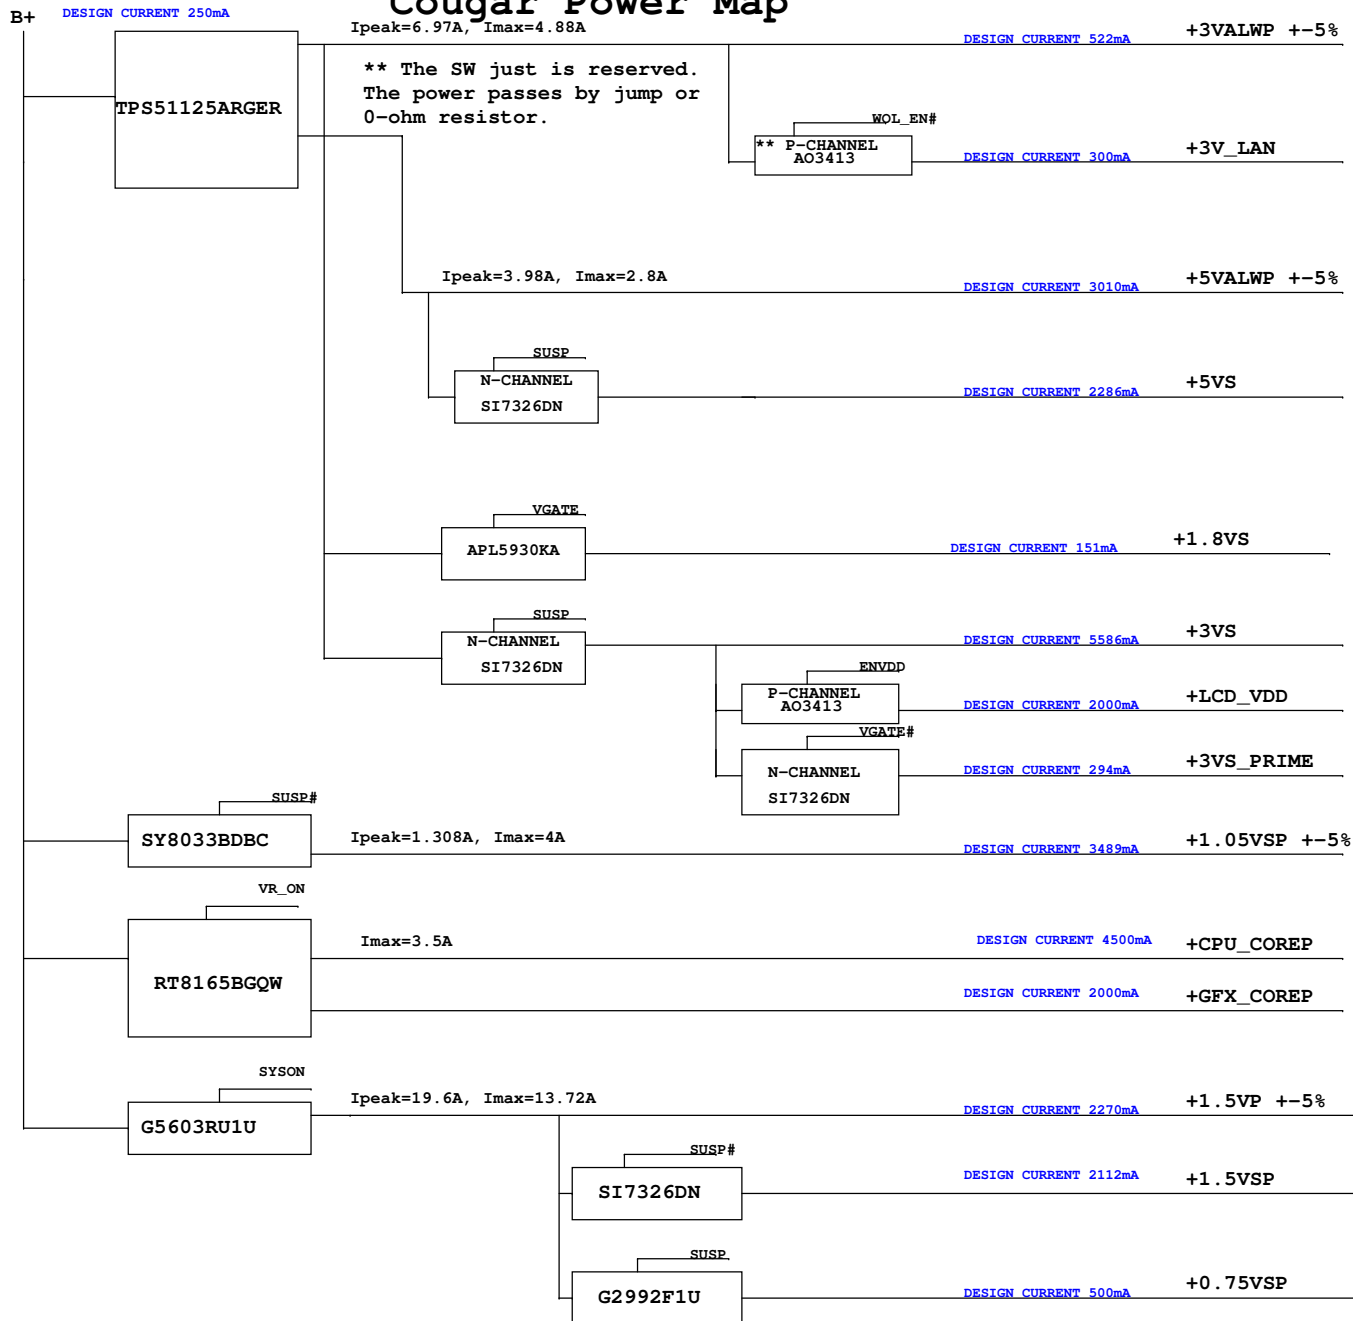 Cougar Power Map
B+
DESIGN CURRENT 250mA
Ipeak=6.97A, Imax=4.88A
DESIGN CURRENT 522mA
+3VALWP +-5%
** The SW just is reserved.
The power passes by jump or
0-ohm resistor.
TPS51125ARGER
WOL_EN#
** P-CHANNEL
AO3413
DESIGN CURRENT 300mA
+3V_LAN
Ipeak=3.98A, Imax=2.8A
DESIGN CURRENT 3010mA
+5VALWP +-5%
SUSP
N-CHANNEL
SI7326DN
DESIGN CURRENT 2286mA
+5VS
VGATE
APL5930KA
DESIGN CURRENT 151mA
+1.8VS
SUSP
N-CHANNEL
SI7326DN
DESIGN CURRENT 5586mA
+3VS
ENVDD
P-CHANNEL
AO3413
DESIGN CURRENT 2000mA
+LCD_VDD
VGATE#
N-CHANNEL
SI7326DN
DESIGN CURRENT 294mA
+3VS_PRIME
SUSP#
SY8033BDBC
Ipeak=1.308A, Imax=4A
DESIGN CURRENT 3489mA
+1.05VSP +-5%
VR_ON
RT8165BGQW
Imax=3.5A
DESIGN CURRENT 4500mA
+CPU_COREP
DESIGN CURRENT 2000mA
+GFX_COREP
SYSON
G5603RU1U
Ipeak=19.6A, Imax=13.72A
DESIGN CURRENT 2270mA
+1.5VP +-5%
SUSP#
SI7326DN
DESIGN CURRENT 2112mA
+1.5VSP
SUSP
G2992F1U
DESIGN CURRENT 500mA
+0.75VSP